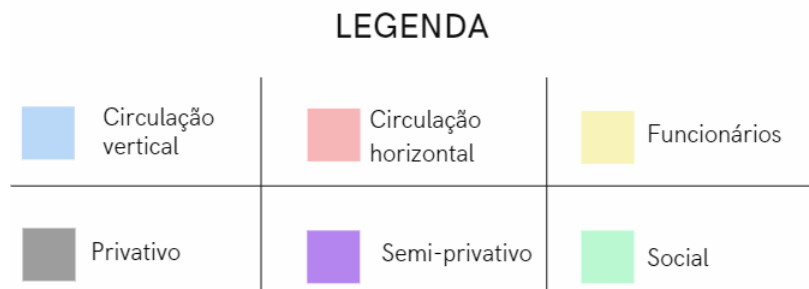 LEGENDA
Circulação
vertical
Circulação
horizontal
Funcionários
Privativo
Semi-privativo
Social